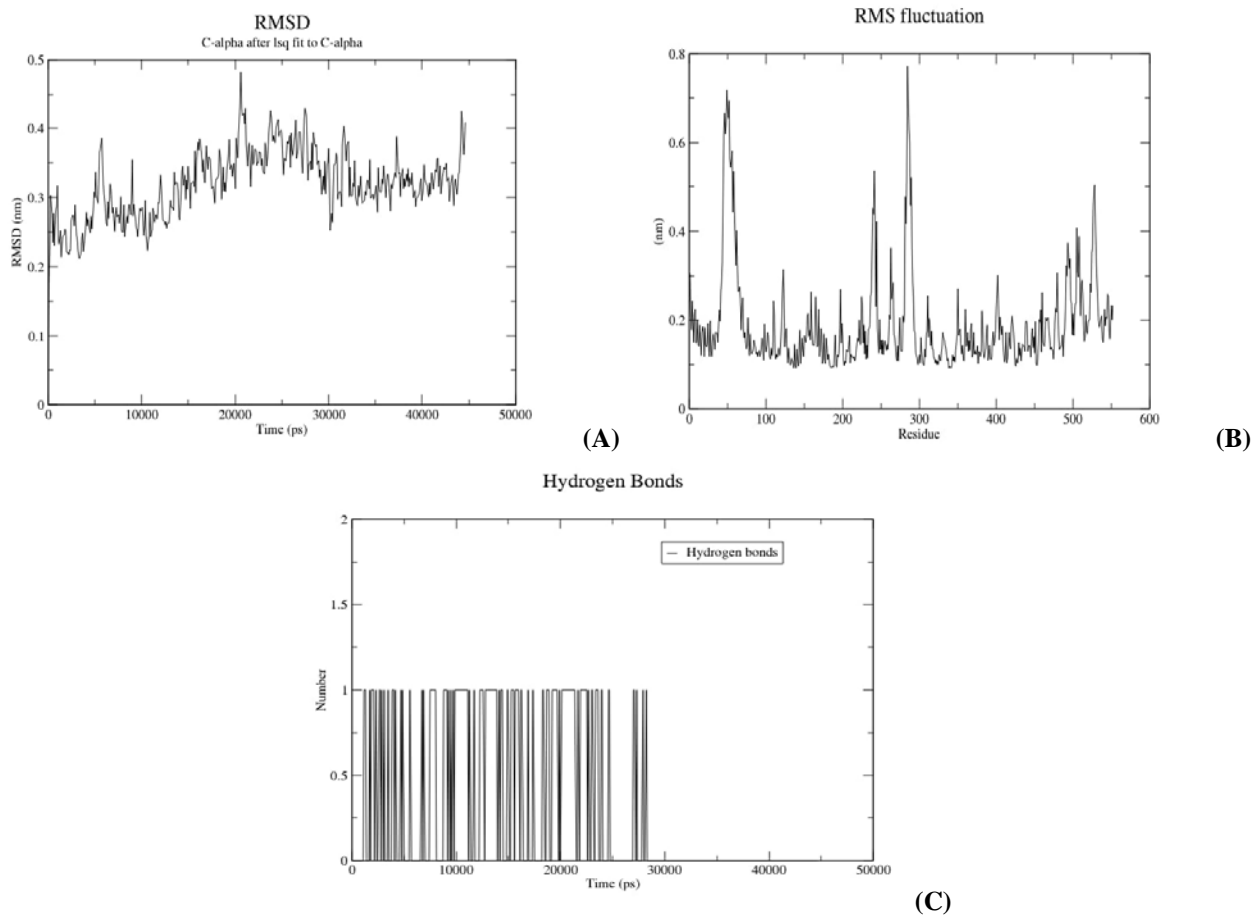 RMSD
C-alpha after lsq fit to C-alpha
0.5
0.4
0.3
0.2
0.1
0
RMSD (nm)
0 10000 20000 30000 40000 50000
Time (ps)
(A)
RMS fluctuation
0.8
0.6
0.4
0.2
0
(nm)
0 100 200 300 400 500 600
Residue
(B)
Hydrogen Bonds
2
1.5
1
0.5
0
Number
Hydrogen bonds
0 10000 20000 30000 40000 50000
Time (ps)
(C)